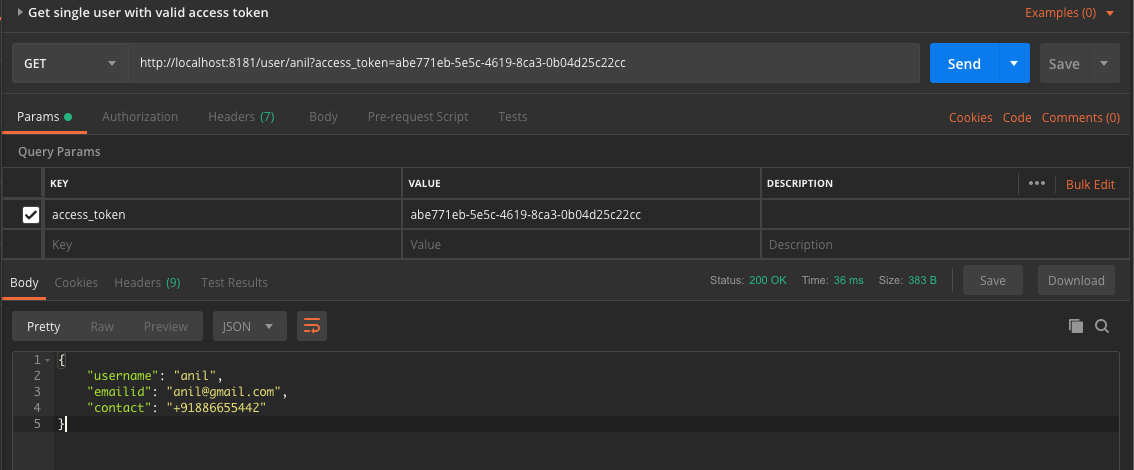 Get single user with valid access token Examples (0)
GET http://localhost:8181/user/anil?access_token=abe771eb-5e5c-4619-8ca3-0b04d25c22cc Send Save
Params Authorization Headers (7) Body Pre-request Script Tests Cookies Code Comments (0)
Query Params
KEY VALUE DESCRIPTION ••• Bulk Edit
access_token abe771eb-5e5c-4619-8ca3-0b04d25c22cc
Key Value Description
Body Cookies Headers (9) Test Results Status: 200 OK Time: 36 ms Size: 383 B Save Download
Pretty Raw Preview JSON
1 {
2 "username": "anil",
3 "emailid": "anil@gmail.com",
4 "contact": "+91886655442"
5 }